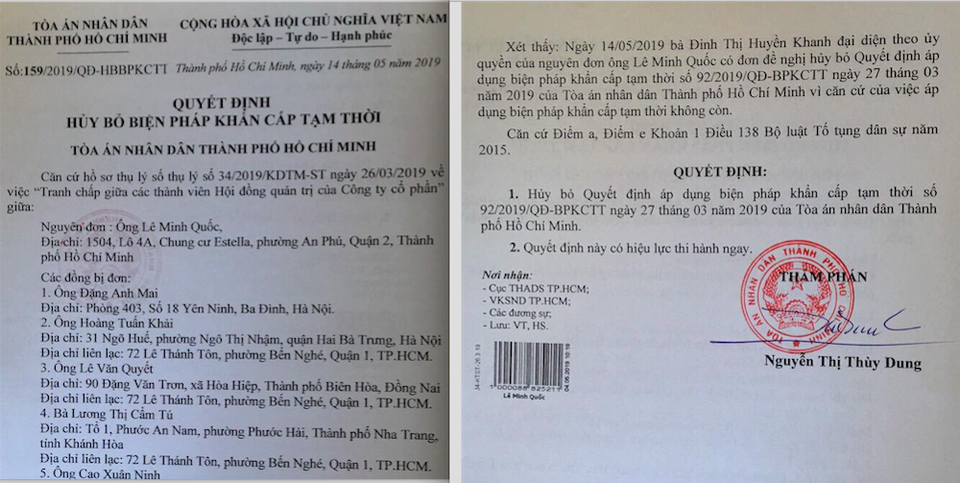 TÒA ÁN NHÂN DÂN
THÀNH PHỐ HỒ CHÍ MINH
CỘNG HÒA XÃ HỘI CHỦ NGHĨA VIỆT NAM
Độc lập – Tự do – Hạnh phúc
Số:159/2019/QĐ-HBBPKCTT
Thành phố Hồ Chí Minh, ngày 14 tháng 05 năm 2019
QUYẾT ĐỊNH
HỦY BỎ BIỆN PHÁP KHẨN CẤP TẠM THỜI
TÒA ÁN NHÂN DÂN THÀNH PHỐ HỒ CHÍ MINH
Căn cứ hồ sơ thụ lý số thụ lý số 34/2019/KDTM-ST ngày 26/03/2019 về
việc “Tranh chấp giữa các thành viên Hội đồng quản trị của Công ty cổ phần”
giữa:
Nguyên đơn : Ông Lê Minh Quốc,
Địa chỉ: 1504, Lô 4A, Chung cư Estella, phường An Phú, Quận 2, Thành
phố Hồ Chí Minh
Các đồng bị đơn:
1. Ông Đặng Anh Mai
Địa chỉ: Phòng 403, Số 18 Yên Ninh, Ba Đình, Hà Nội.
2. Ông Hoàng Tuấn Khải
Địa chỉ: 31 Ngõ Huế, phường Ngô Thị Nhậm, quận Hai Bà Trưng, Hà Nội
Địa chỉ liên lạc: 72 Lê Thánh Tôn, phường Bến Nghé, Quận 1, TP.HCM.
3. Ông Lê Văn Quyết
Địa chỉ: 90 Đặng Văn Trơn, xã Hòa Hiệp, Thành phố Biên Hòa, Đồng Nai
Địa chỉ liên lạc: 72 Lê Thánh Tôn, phường Bến Nghé, Quận 1, TP.HCM.
4. Bà Lương Thị Cẩm Tú
Địa chỉ: Tổ 1, Phước An Nam, phường Phước Hải, Thành phố Nha Trang,
tỉnh Khánh Hòa
Địa chỉ liên lạc: 72 Lê Thánh Tôn, phường Bến Nghé, Quận 1, TP.HCM.
5. Ông Cao Xuân Ninh
Xét thấy: Ngày 14/05/2019 bà Đinh Thị Huyền Khanh đại diện theo ủy
quyền của nguyên đơn ông Lê Minh Quốc có đơn đề nghị hủy bỏ Quyết định áp
dụng biện pháp khẩn cấp tạm thời số 92/2019/QĐ-BPKCTT ngày 27 tháng 03
năm 2019 của Tòa án nhân dân Thành phố Hồ Chí Minh vì căn cứ của việc áp
dụng biện pháp khẩn cấp tạm thời không còn.
Căn cứ Điểm a, Điểm e Khoản 1 Điều 138 Bộ luật Tố tụng dân sự năm
2015.
QUYẾT ĐỊNH:
1. Hủy bỏ Quyết định áp dụng biện pháp khẩn cấp tạm thời số
92/2019/QĐ-BPKCTT ngày 27 tháng 03 năm 2019 của Tòa án nhân dân Thành
phố Hồ Chí Minh.
2. Quyết định này có hiệu lực thi hành ngay.
Nơi nhận:
- Cục THADS TP.HCM;
- VKSND TP.HCM;
- Các đương sự;
- Lưu: VT, HS.
THẨM PHÁN
TÒA ÁN NHÂN DÂN THÀNH PHỐ HỒ CHÍ MINH
Nguyễn Thị Thùy Dung
1000088 825211
Lê Minh Quốc